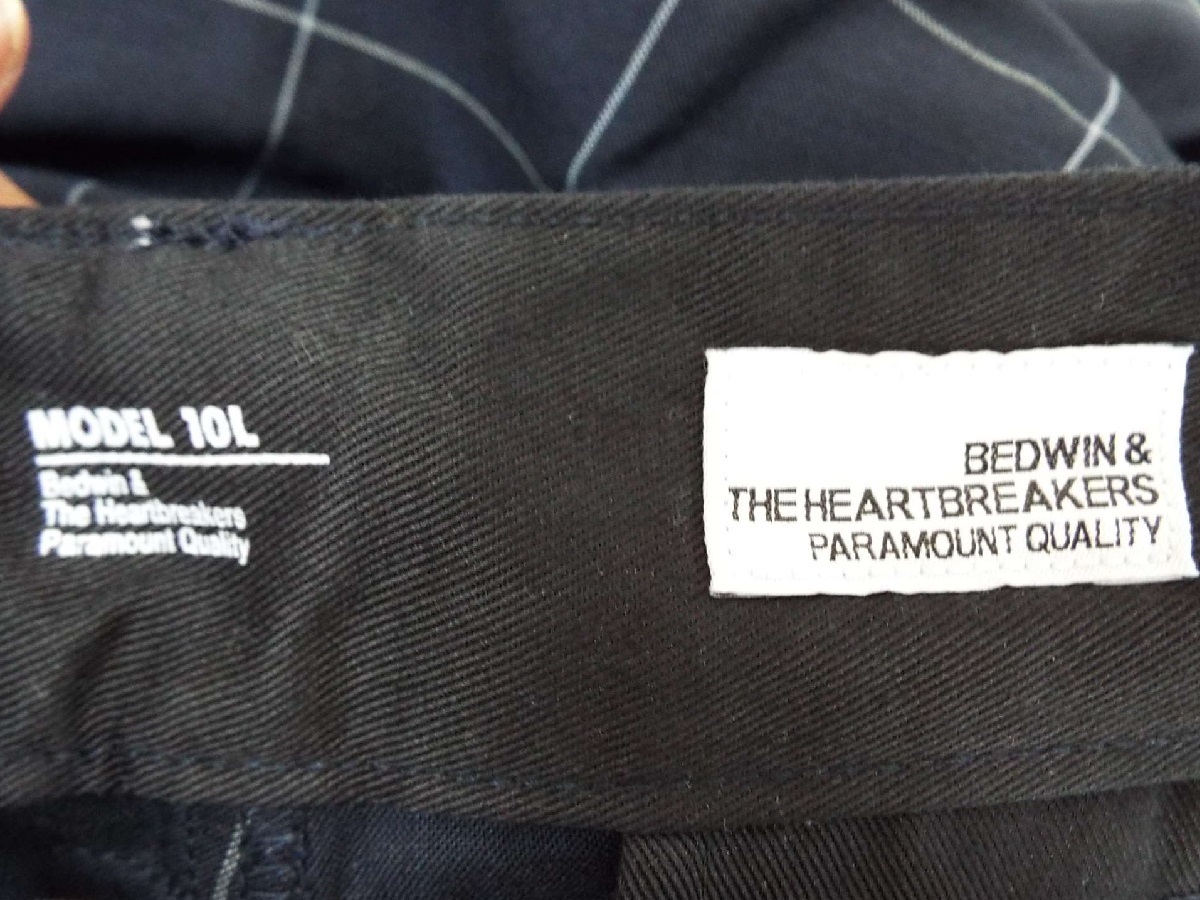 MODEL 10L
Bedwin &
The Heartbreakers
Paramount Quality
BEDWIN &
THE HEARTBREAKERS
PARAMOUNT QUALITY